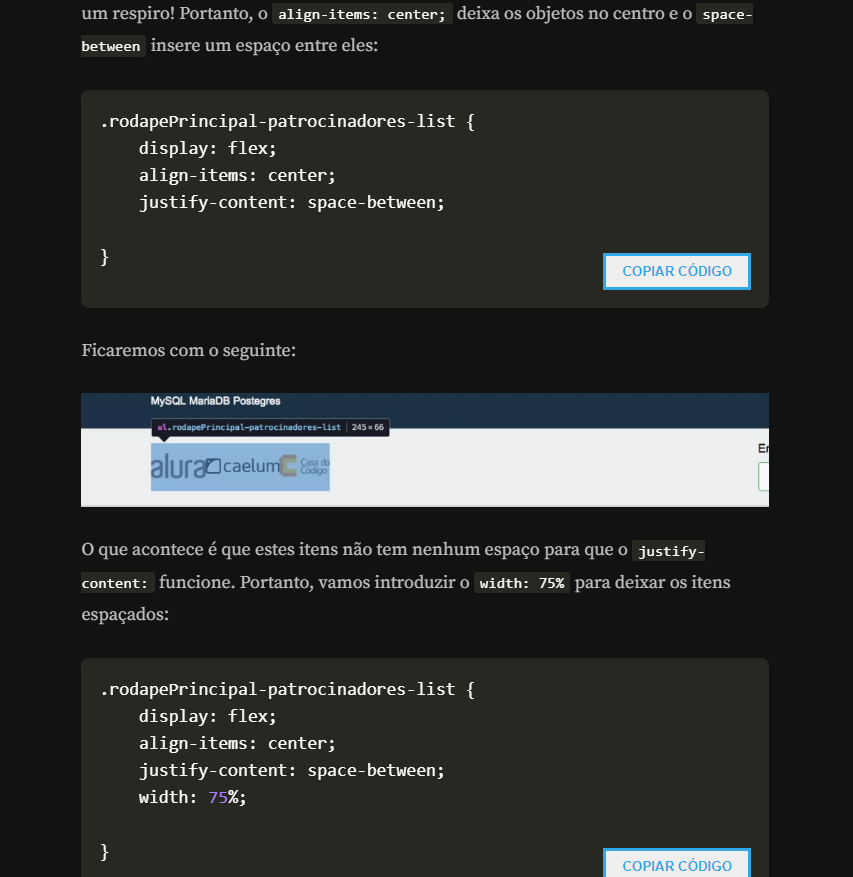 um respiro! Portanto, o align-items: center; deixa os objetos no centro e o space-
between insere um espaço entre eles:
.rodapePrincipal-patrocinadores-list {
display: flex;
align-items: center;
justify-content: space-between;
}
COPIAR CÓDIGO
Ficaremos com o seguinte:
MySQL MariaDB Postegres
ul.rodapePrincipal-patrocinadores-list | 245 × 66
alura caelum Casa do
Código
En
O que acontece é que estes itens não tem nenhum espaço para que o justify-
content: funcione. Portanto, vamos introduzir o width: 75% para deixar os itens
espaçados:
.rodapePrincipal-patrocinadores-list {
display: flex;
align-items: center;
justify-content: space-between;
width: 75%;
}
COPIAR CÓDIGO